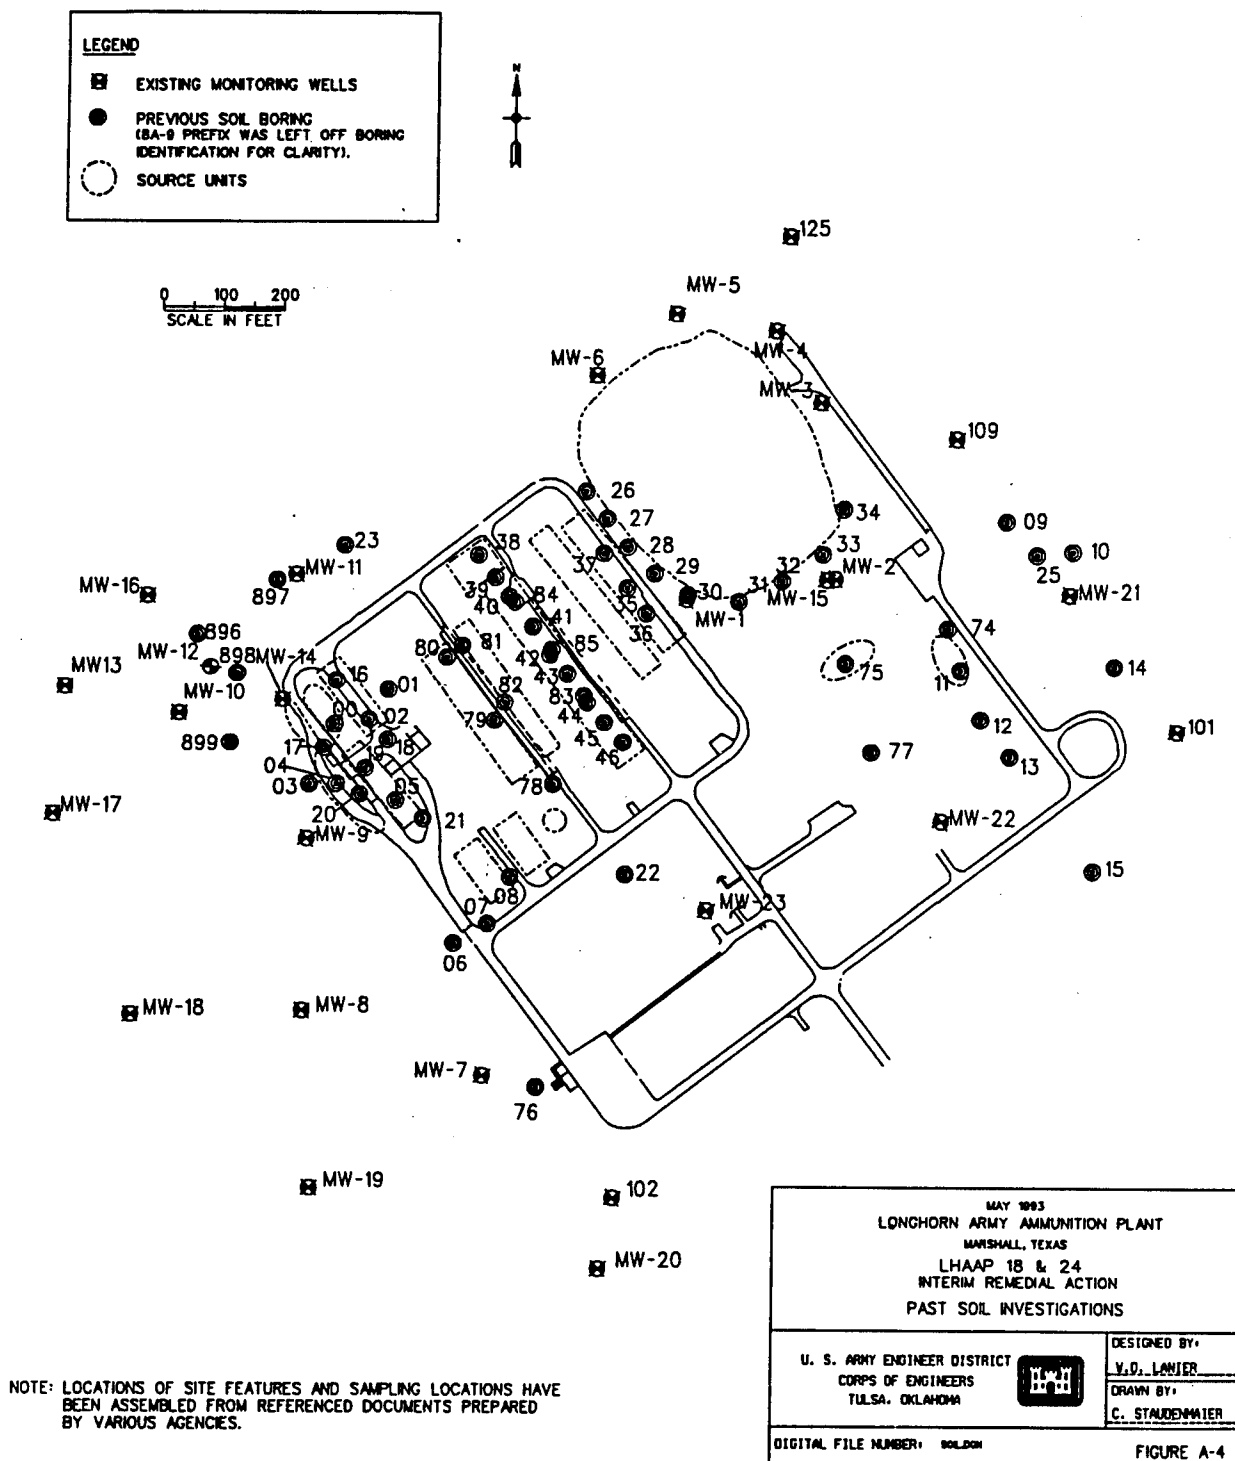 LEGEND
EXISTING MONITORING WELLS
PREVIOUS SOIL BORING
(BA-9 PREFIX WAS LEFT OFF BORING
IDENTIFICATION FOR CLARITY).
SOURCE UNITS
N
0 100 200
SCALE IN FEET
125
MW-5
MW-4
MW-6
MW-3
109
26
27
34
09
38
37
28
33
10
25
23
MW-11
29
32
MW-2
MW-16
897
39
40
84
35
30
31
MW-15
MW-21
41
36
MW-1
896
74
MW-12
898
MW-14
80
81
42
85
75
11
14
MW13
MW-10
16
01
82
43
83
00
02
79
44
12
101
899
17
18
45
46
77
13
04
19
03
05
78
MW-17
20
21
MW-9
MW-22
08
22
15
07
MW-23
06
MW-18
MW-8
MW-7
76
MW-19
102
MW-20
MAY 1993
LONGHORN ARMY AMMUNITION PLANT
MARSHALL, TEXAS
LHAAP 18 & 24
INTERIM REMEDIAL ACTION
PAST SOIL INVESTIGATIONS
U. S. ARMY ENGINEER DISTRICT
CORPS OF ENGINEERS
TULSA, OKLAHOMA
DESIGNED BY:
V.D. LANIER
DRAWN BY:
C. STAUDENMAIER
DIGITAL FILE NUMBER:
FIGURE A-4
NOTE: LOCATIONS OF SITE FEATURES AND SAMPLING LOCATIONS HAVE
BEEN ASSEMBLED FROM REFERENCED DOCUMENTS PREPARED
BY VARIOUS AGENCIES.